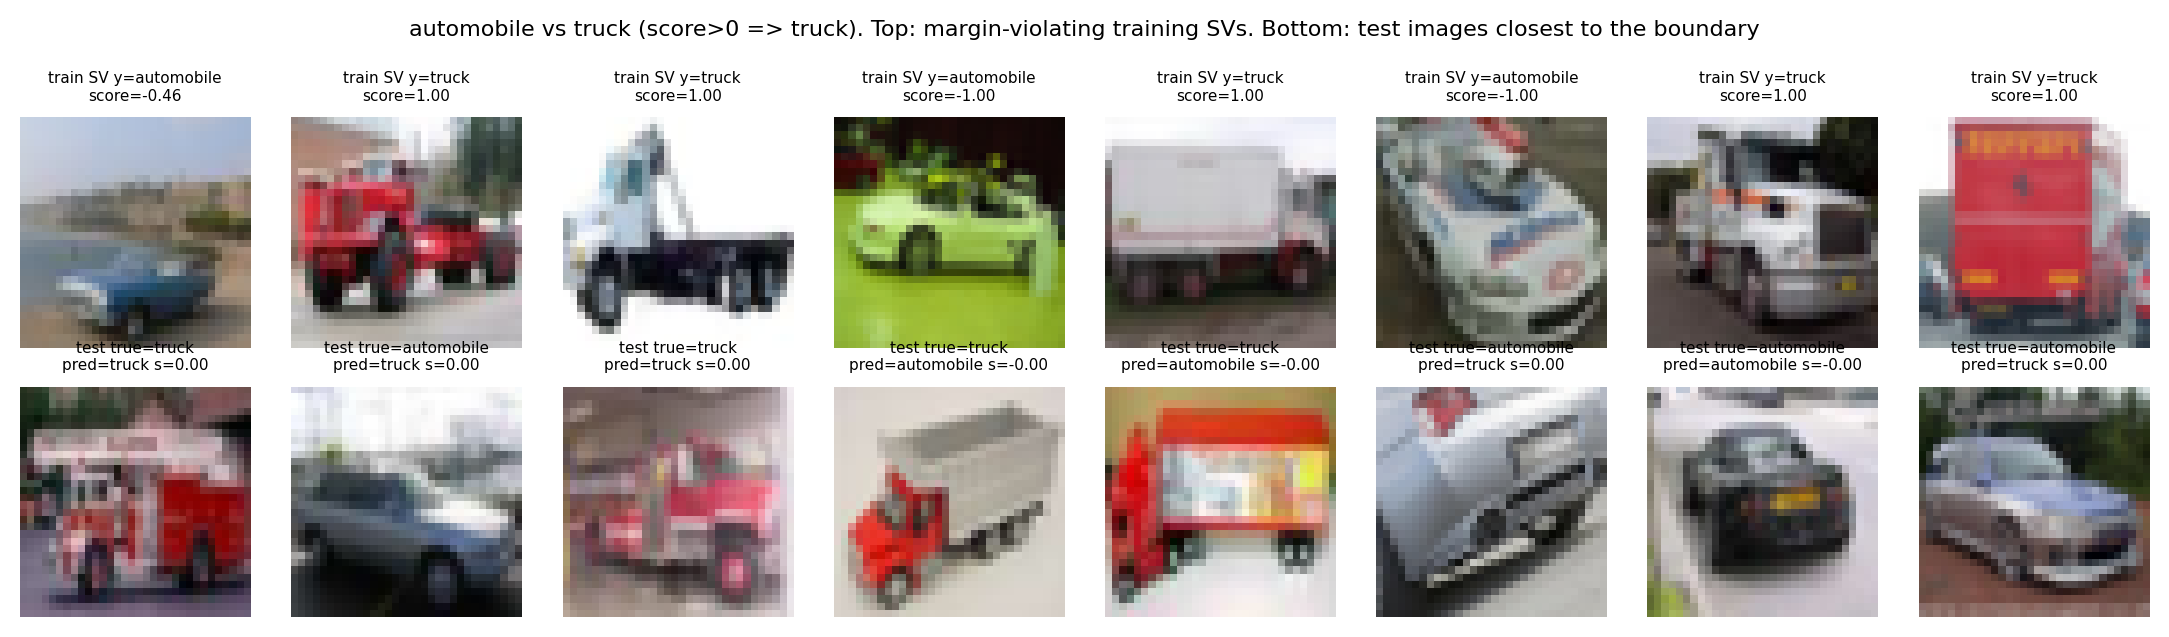 automobile vs truck (score>0 => truck). Top: margin-violating training SVs. Bottom: test images closest to the boundary
train SV y=automobile
score=-0.46
train SV y=truck
score=1.00
train SV y=truck
score=1.00
train SV y=automobile
score=-1.00
train SV y=truck
score=1.00
train SV y=automobile
score=-1.00
train SV y=truck
score=1.00
train SV y=truck
score=1.00
test true=truck
pred=truck s=0.00
test true=automobile
pred=truck s=0.00
test true=truck
pred=truck s=0.00
test true=truck
pred=automobile s=-0.00
test true=truck
pred=automobile s=-0.00
test true=automobile
pred=truck s=0.00
test true=automobile
pred=automobile s=-0.00
test true=automobile
pred=truck s=0.00